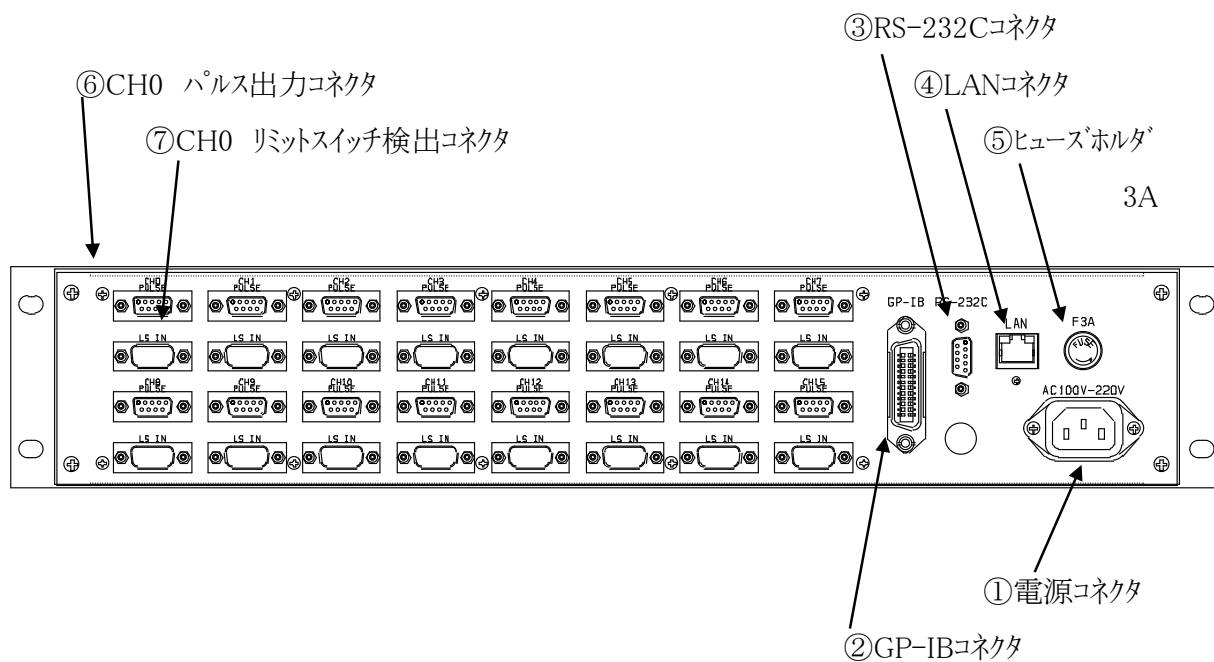 ③RS-232Cコネクタ
⑥CH0 パルス出力コネクタ
④LANコネクタ
⑦CH0 リミットスイッチ検出コネクタ
⑤ヒューズホルダ
3A
CH0 CH1 CH2 CH3 CH4 CH5 CH6 CH7
PULSE PULSE PULSE PULSE PULSE PULSE PULSE PULSE
GP-IB RS-232C
LAN
F3A
FUSE
LS IN LS IN LS IN LS IN LS IN LS IN LS IN LS IN
CH8 CH9 CH10 CH11 CH12 CH13 CH14 CH15
PULSE PULSE PULSE PULSE PULSE PULSE PULSE PULSE
AC100V-220V
LS IN LS IN LS IN LS IN LS IN LS IN LS IN LS IN
①電源コネクタ
②GP-IBコネクタ